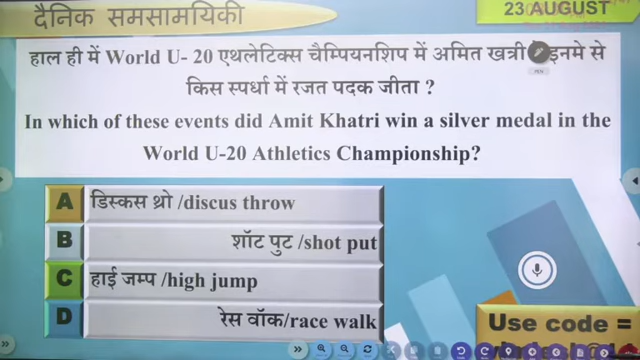 दैनिक समसामयिकी
23 AUGUST
हाल ही में World U- 20 एथलेटिक्स चैम्पियनशिप में अमित खत्री इनमे से
PEN
किस स्पर्धा में रजत पदक जीता ?
In which of these events did Amit Khatri win a silver medal in the
World U-20 Athletics Championship?
A डिस्कस थ्रो /discus throw
B शॉट पुट /shot put
C हाई जम्प /high jump
D रेस वॉक/race walk
Use code =